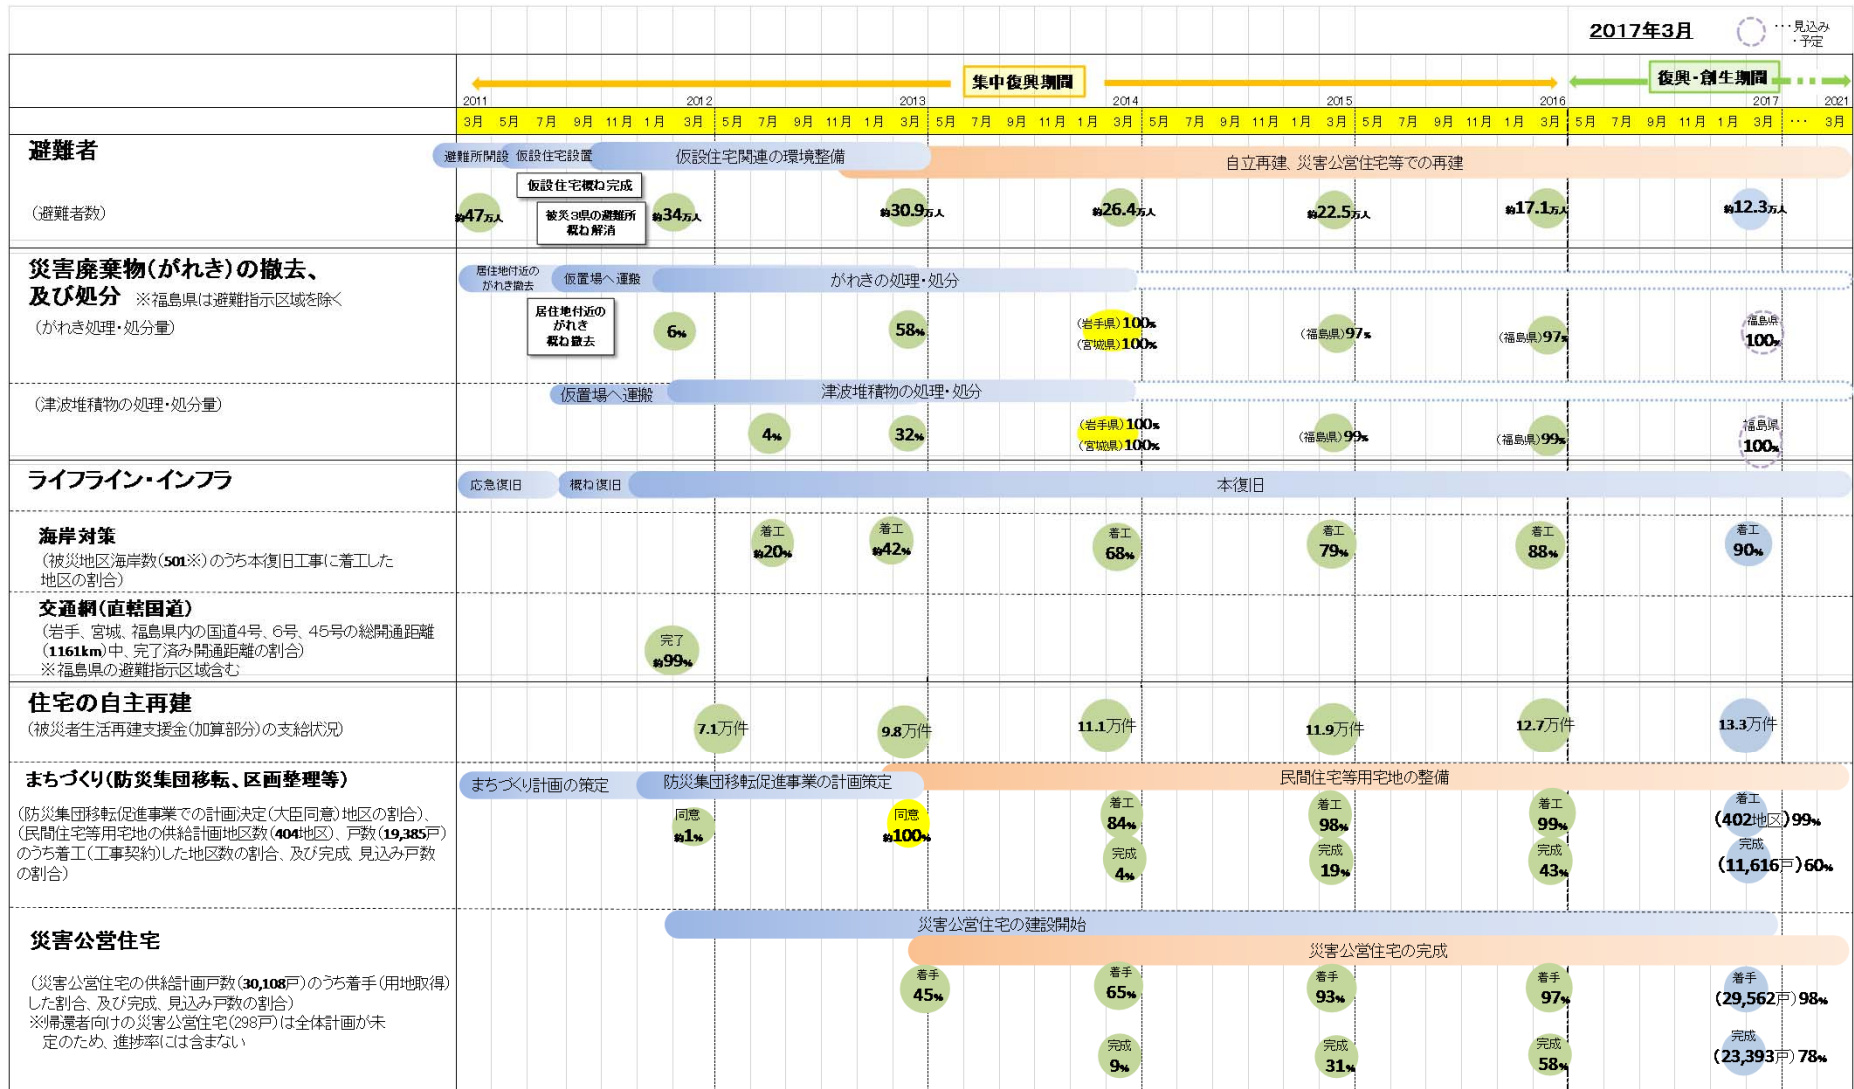 2017年3月
･･･見込み
・予定
集中復興期間
復興・創生期間
2011 2012 2013 2014 2015 2016 2017 2021
3月 5月 7月 9月 11月 1月 3月 5月 7月 9月 11月 1月 3月 5月 7月 9月 11月 1月 3月 5月 7月 9月 11月 1月 3月 5月 7月 9月 11月 1月 3月 5月 7月 9月 11月 1月 3月 ･･･ 3月
避難者
避難所開設 仮設住宅設置 仮設住宅関連の環境整備
自立再建、災害公営住宅等での再建
仮設住宅概ね完成
(避難者数)
被災3県の避難所
概ね解消
約47万人 約34万人 約30.9万人 約26.4万人 約22.5万人 約17.1万人 約12.3万人
災害廃棄物(がれき)の撤去、
及び処分 ※福島県は避難指示区域を除く
居住地付近の
がれき撤去
仮置場へ運搬 がれきの処理・処分
(がれき処理・処分量)
居住地付近の
がれき
概ね撤去
6% 58%
(岩手県)100%
(宮城県)100%
(福島県)97% (福島県)97%
福島県
100%
(津波堆積物の処理・処分量)
仮置場へ運搬 津波堆積物の処理・処分
4% 32%
(岩手県)100%
(宮城県)100%
(福島県)99% (福島県)99%
福島県
100%
ライフライン・インフラ
応急復旧 概ね復旧 本復旧
海岸対策
(被災地区海岸数(501※)のうち本復旧工事に着工した
地区の割合)
着工 着工 着工 着工 着工 着工
約20% 約42% 68% 79% 88% 90%
交通網(直轄国道)
(岩手、宮城、福島県内の国道4号、6号、45号の総開通距離
(1161km)中、完了済み開通距離の割合)
※福島県の避難指示区域含む
完了
約99%
住宅の自主再建
(被災者生活再建支援金(加算部分)の支給状況)
7.1万件 9.8万件 11.1万件 11.9万件 12.7万件 13.3万件
まちづくり(防災集団移転、区画整理等)
まちづくり計画の策定 防災集団移転促進事業の計画策定 民間住宅等用宅地の整備
(防災集団移転促進事業での計画決定(大臣同意)地区の割合)、
(民間住宅等用宅地の供給計画地区数(404地区)、戸数(19,385戸)
のうち着工(工事契約)した地区数の割合、及び完成、見込み戸数
の割合)
同意 同意 着工 着工 着工 着工
約1% 約100% 84% 98% 99% (402地区)99%
完成 完成 完成 完成
4% 19% 43% (11,616戸)60%
災害公営住宅
災害公営住宅の建設開始
災害公営住宅の完成
(災害公営住宅の供給計画戸数(30,108戸)のうち着手(用地取得)
した割合、及び完成、見込み戸数の割合)
※帰還者向けの災害公営住宅(298戸)は全体計画が未
定のため、進捗率には含まない
着手 着手 着手 着手 着手
45% 65% 93% 97% (29,562戸)98%
完成 完成 完成 完成
9% 31% 58% (23,393戸)78%